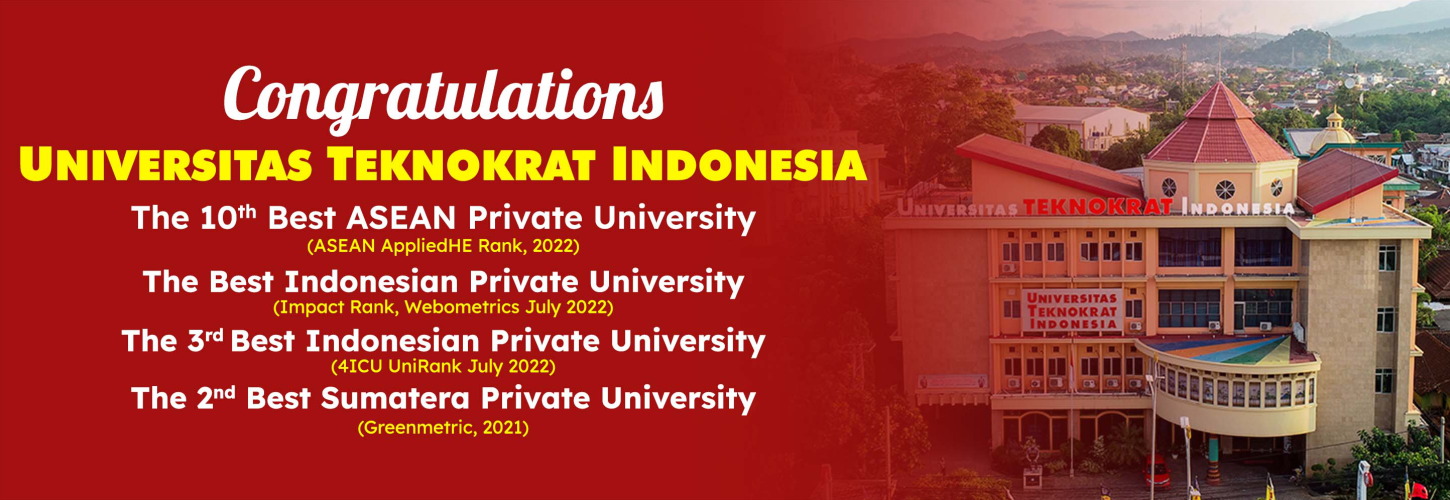 Congratulations
UNIVERSITAS TEKNOKRAT INDONESIA
The 10th Best ASEAN Private University
(ASEAN AppliedHE Rank, 2022)
The Best Indonesian Private University
(Impact Rank, Webometrics July 2022)
The 3rd Best Indonesian Private University
(4ICU UniRank July 2022)
The 2nd Best Sumatera Private University
(Greenmetric, 2021)
UNIVERSITAS TEKNOKRAT INDONESIA
UNIVERSITAS
TEKNOKRAT
INDONESIA